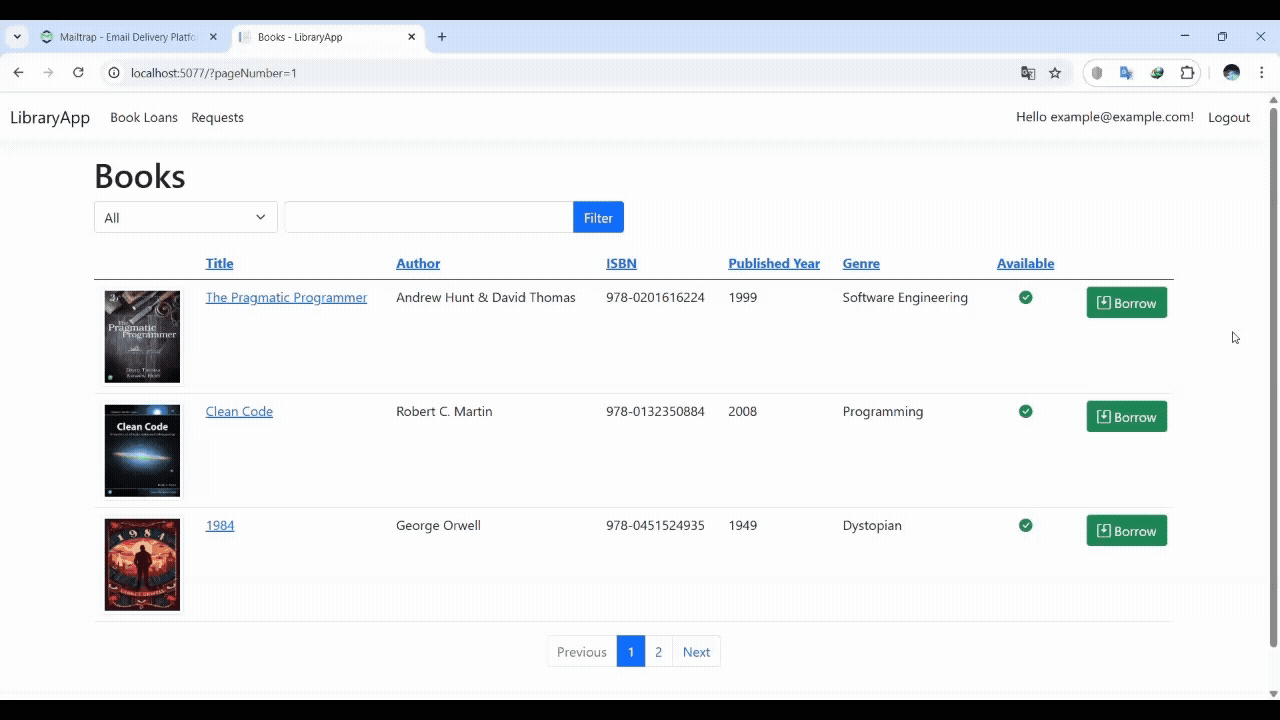 Mailtrap - Email Delivery Platfo
Books - LibraryApp
localhost:5077/?pageNumber=1
LibraryApp Book Loans Requests Hello example@example.com! Logout
Books
All Filter
Title Author ISBN Published Year Genre Available
The Pragmatic Programmer Andrew Hunt & David Thomas 978-0201616224 1999 Software Engineering Borrow
The
Pragmatic
Programmer
Clean Code Robert C. Martin 978-0132350884 2008 Programming Borrow
Clean Code
1984 George Orwell 978-0451524935 1949 Dystopian Borrow
1984
GEORGE ORWELL
Previous 1 2 Next